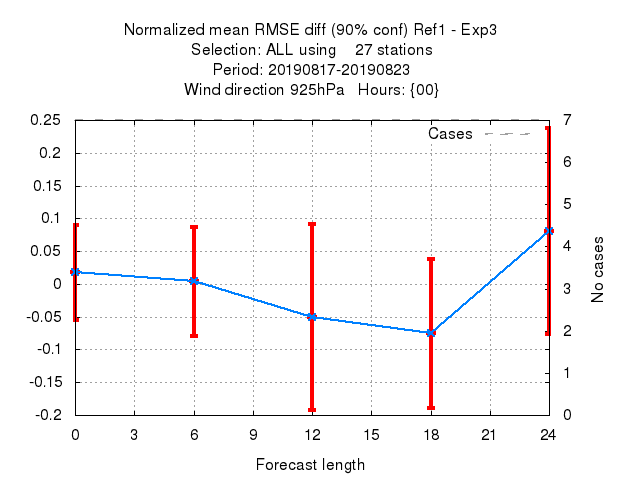 Normalized mean RMSE diff (90% conf) Ref1 - Exp3
Selection: ALL using    27 stations
Period: 20190817-20190823
Wind direction 925hPa   Hours: {00}
Cases
0.25
0.2
0.15
0.1
0.05
0
-0.05
-0.1
-0.15
-0.2
7
6
5
4
3
2
1
0
No cases
0 3 6 9 12 15 18 21 24
Forecast length